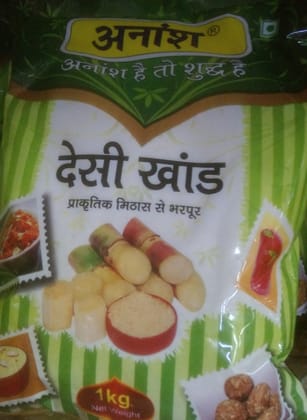 अनांश®
अनांश है तो शुद्ध है
देसी खांड
प्राकृतिक मिठास से भरपूर
1kg
Net Weight